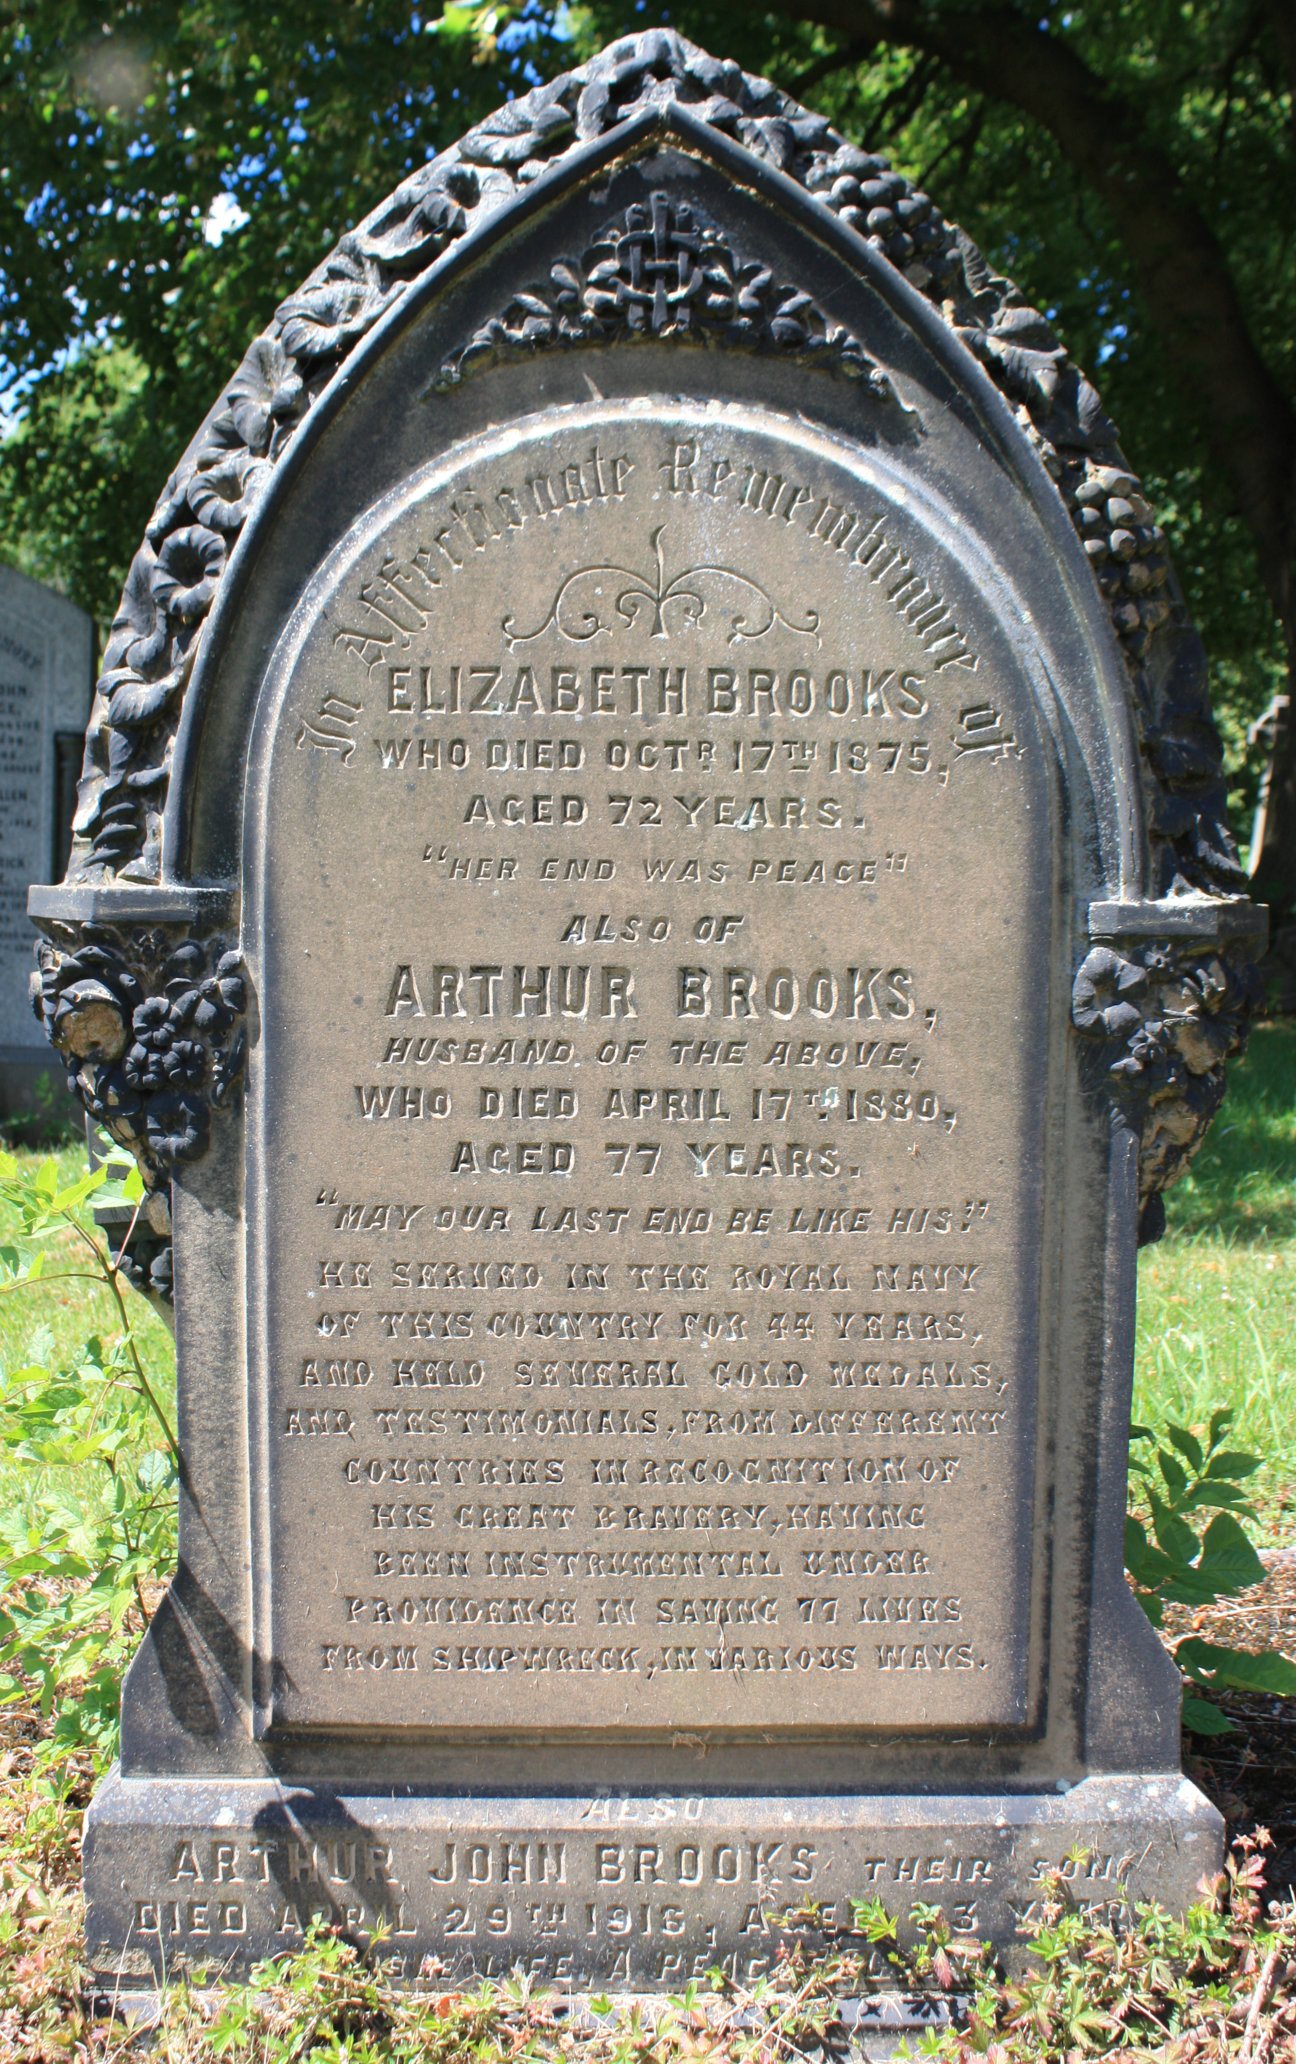 In Affectionate Remembrance of
ELIZABETH BROOKS
WHO DIED OCTR. 17TH 1875,
AGED 72 YEARS.
"HER END WAS PEACE"
ALSO OF
ARTHUR BROOKS,
HUSBAND OF THE ABOVE,
WHO DIED APRIL 17TH 1880,
AGED 77 YEARS.
"MAY OUR LAST END BE LIKE HIS."
HE SERVED IN THE ROYAL NAVY
OF THIS COUNTRY FOR 44 YEARS,
AND HELD SEVERAL GOLD MEDALS,
AND TESTIMONIALS, FROM DIFFERENT
COUNTRIES IN RECOGNITION OF
HIS GREAT BRAVERY, HAVING
BEEN INSTRUMENTAL UNDER
PROVIDENCE IN SAVING 77 LIVES
FROM SHIPWRECK, IN VARIOUS WAYS.
ALSO
ARTHUR JOHN BROOKS THEIR SON
DIED APRIL 29TH
LIFE, A